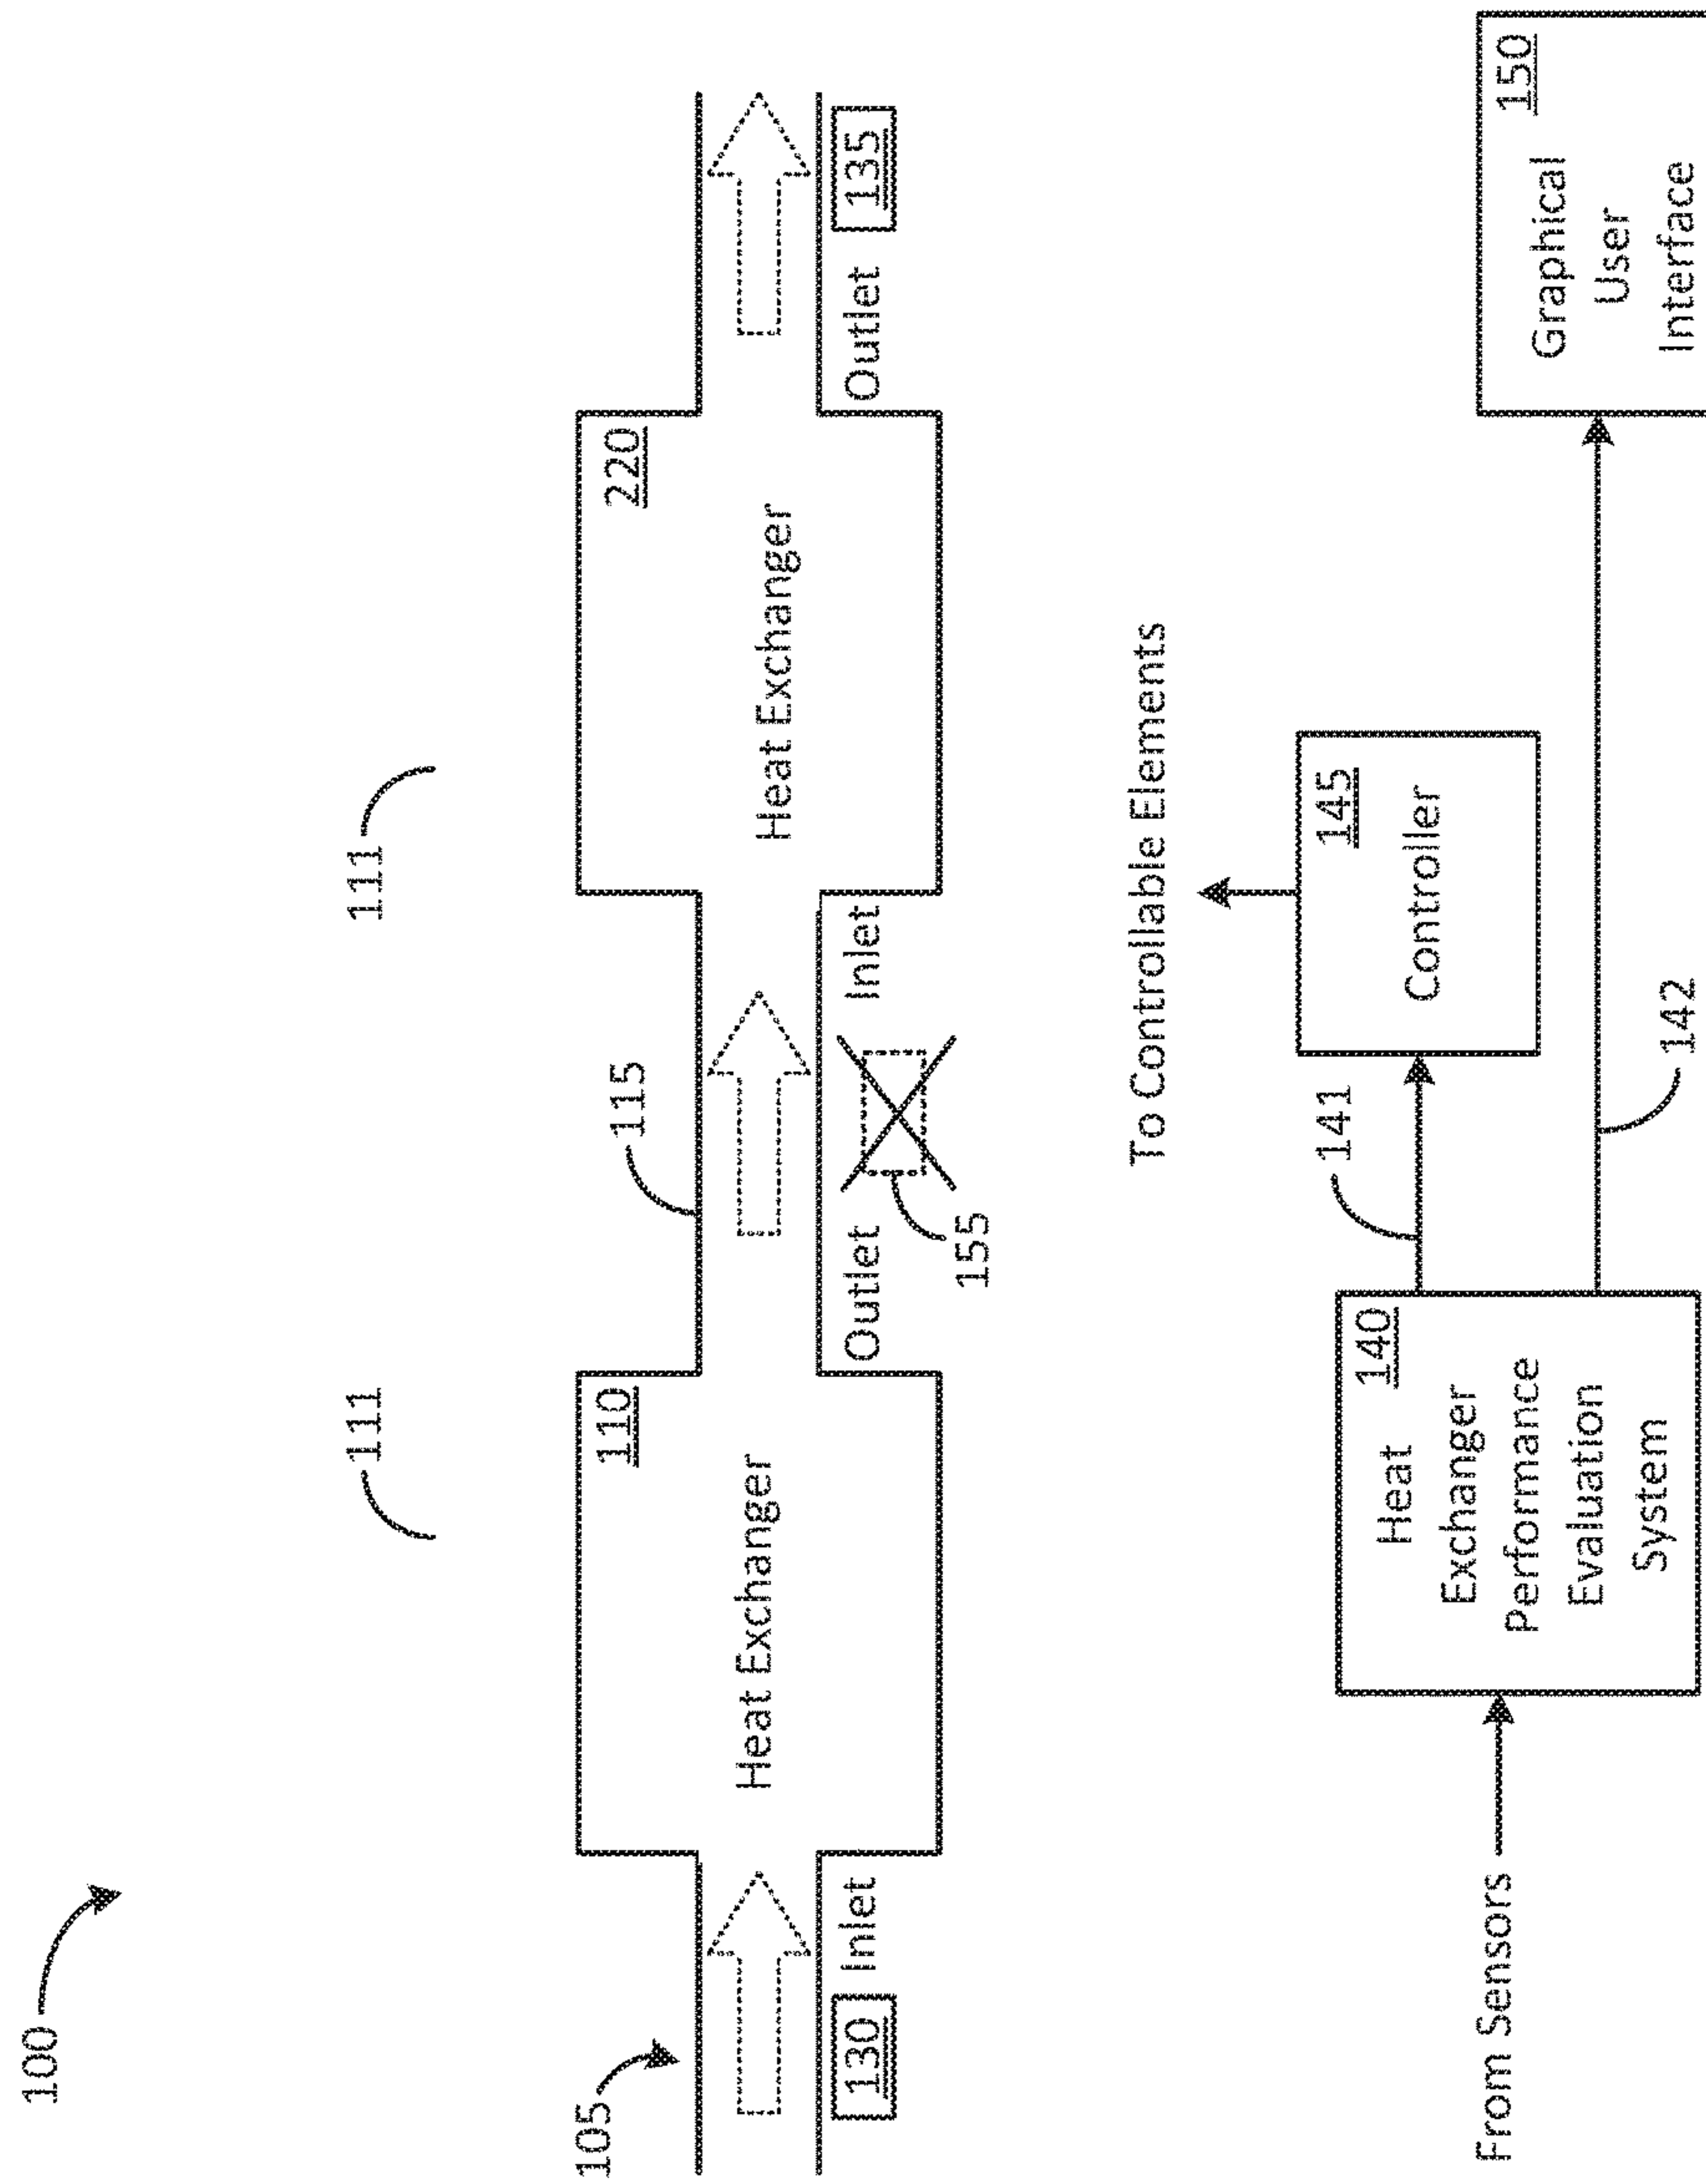 100
111
111
105
115
110
220
Heat Exchanger
Heat Exchanger
130
Inlet
Outlet
Inlet
Outlet
135
155
To Controllable Elements
141
145
Controller
From Sensors
140
Heat
Exchanger
Performance
Evaluation
System
142
150
Graphical
User
Interface